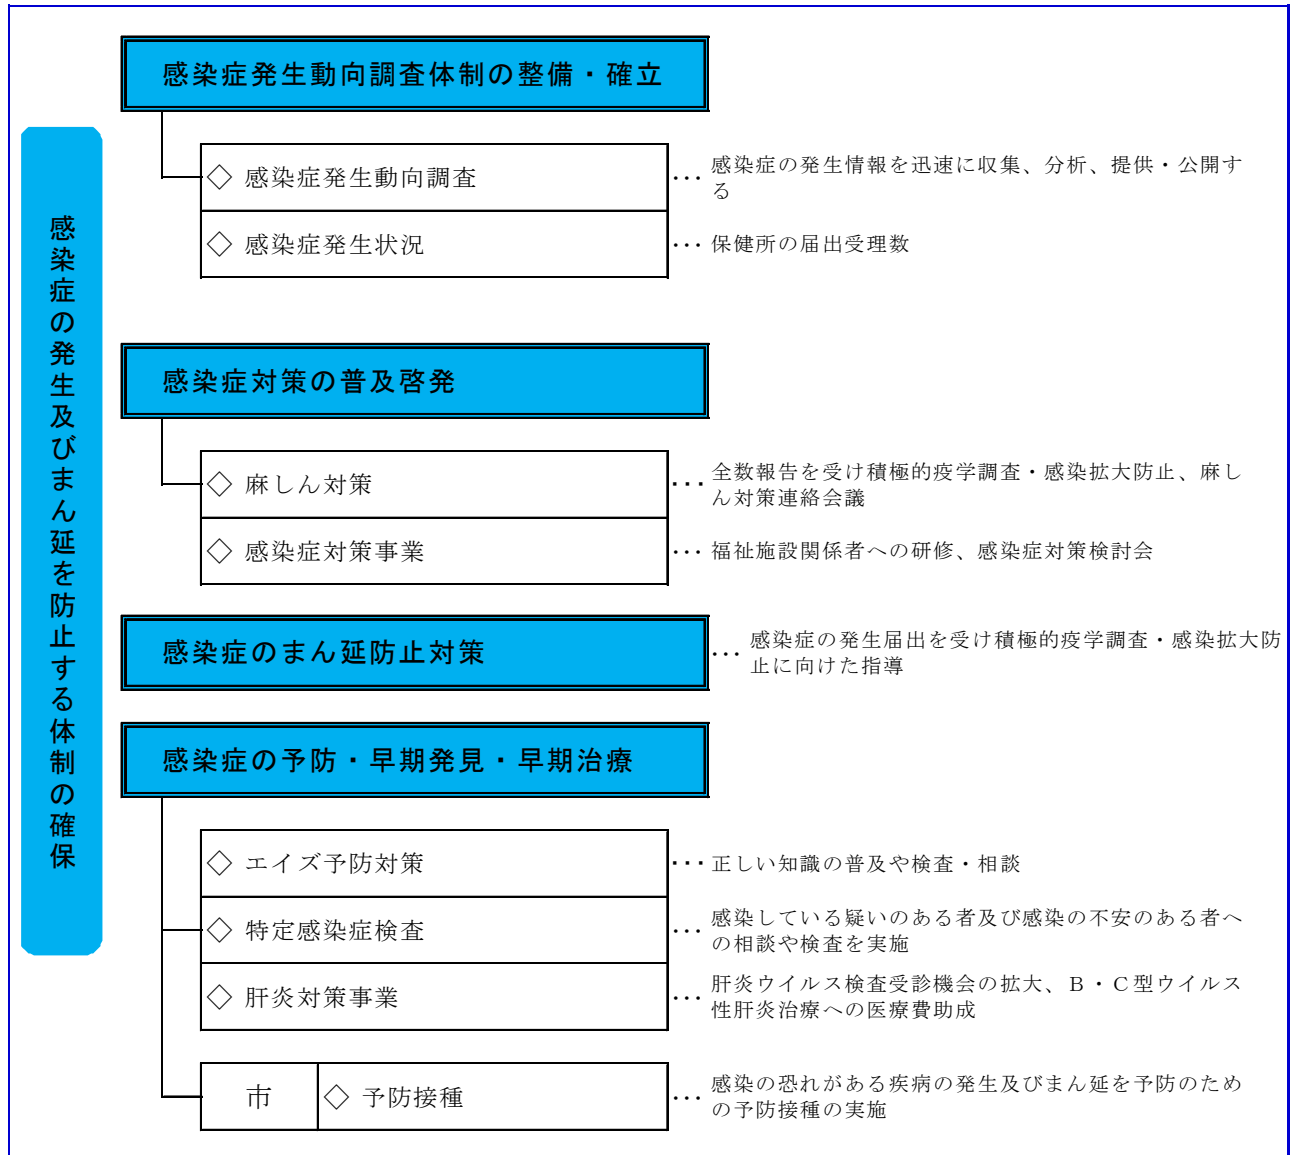 感染症の発生及びまん延を防止する体制の確保
感染症発生動向調査体制の整備・確立
◇ 感染症発生動向調査
… 感染症の発生情報を迅速に収集、分析、提供・公開す
る
◇ 感染症発生状況
… 保健所の届出受理数
感染症対策の普及啓発
◇ 麻しん対策
… 全数報告を受け積極的疫学調査・感染拡大防止、麻し
ん対策連絡会議
◇ 感染症対策事業
… 福祉施設関係者への研修、感染症対策検討会
感染症のまん延防止対策
… 感染症の発生届出を受け積極的疫学調査・感染拡大防
止に向けた指導
感染症の予防・早期発見・早期治療
◇ エイズ予防対策
… 正しい知識の普及や検査・相談
◇ 特定感染症検査
… 感染している疑いのある者及び感染の不安のある者へ
の相談や検査を実施
◇ 肝炎対策事業
… 肝炎ウイルス検査受診機会の拡大、Ｂ・Ｃ型ウイルス
性肝炎治療への医療費助成
市 ◇ 予防接種
… 感染の恐れがある疾病の発生及びまん延を予防のため
の予防接種の実施